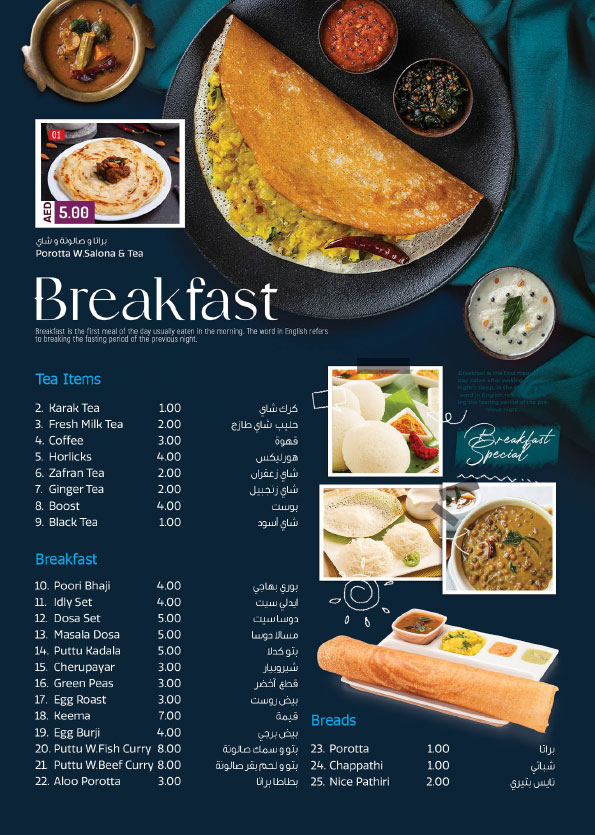 01
AED 5.00
براتا و صالونة و شاي
Porotta W.Salona & Tea
Breakfast
Breakfast is the first meal of the day usually eaten in the morning. The word in English refers
to breaking the fasting period of the previous night.
Tea Items
2. Karak Tea 1.00 كرك شاي
3. Fresh Milk Tea 2.00 حليب شاي طازج
4. Coffee 3.00 قهوة
5. Horlicks 4.00 هورليكس
6. Zafran Tea 2.00 شاي زعفران
7. Ginger Tea 2.00 شاي زنجبيل
8. Boost 4.00 بوست
9. Black Tea 1.00 شاي أسود
Breakfast
Special
Breakfast
10. Poori Bhaji 4.00 بوري بهاجي
11. Idly Set 4.00 ايدلي سيت
12. Dosa Set 5.00 دوسا سيت
13. Masala Dosa 5.00 مسالا دوسا
14. Puttu Kadala 5.00 بتو كدلا
15. Cherupayar 3.00 شيروبيار
16. Green Peas 3.00 قطع أخضر
17. Egg Roast 3.00 بيض روست
18. Keema 7.00 قيمة
19. Egg Burji 4.00 بيض برجي
20. Puttu W.Fish Curry 8.00 بتو و سمك صالونة
21. Puttu W.Beef Curry 8.00 بتو و لحم بقر صالونة
22. Aloo Porotta 3.00 بطاطا براتا
Breads
23. Porotta 1.00 براتا
24. Chappathi 1.00 شباتي
25. Nice Pathiri 2.00 نايس بتيري